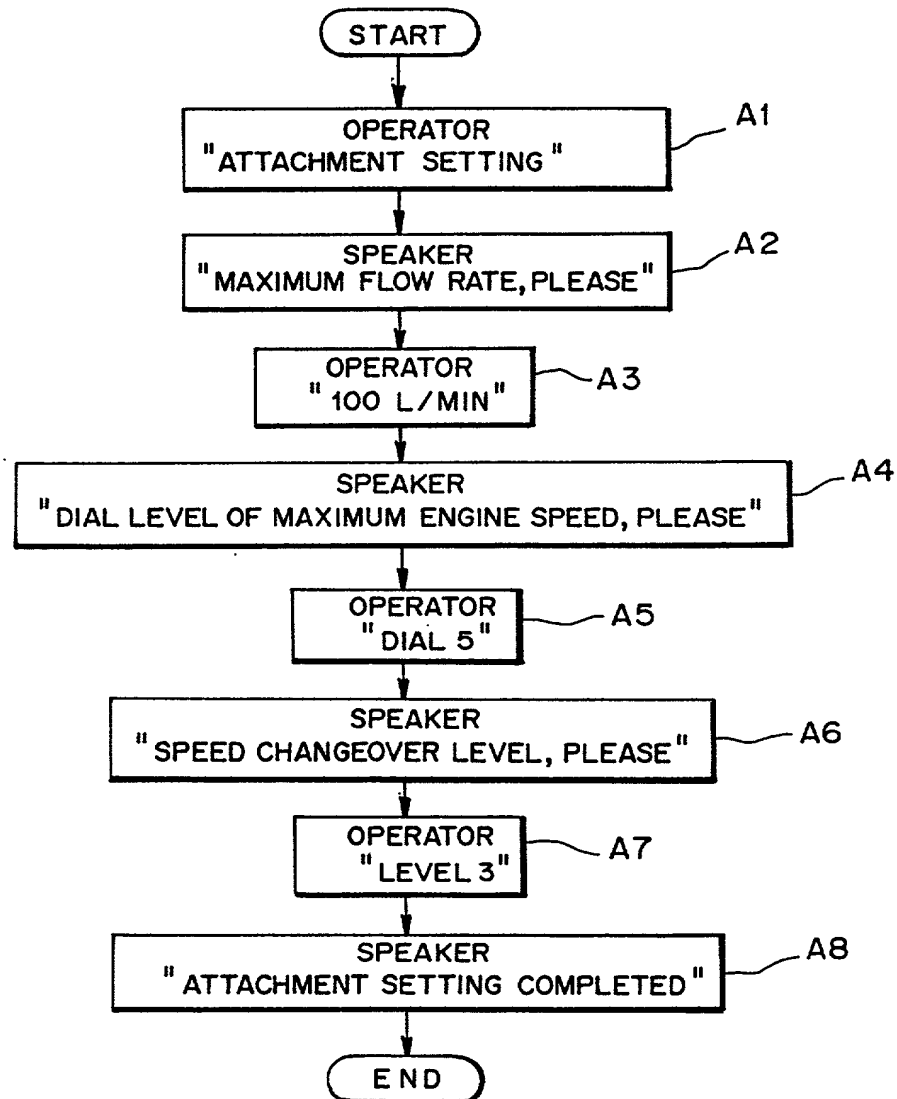 START
OPERATOR
"ATTACHMENT SETTING"
A1
SPEAKER
"MAXIMUM FLOW RATE, PLEASE"
A2
OPERATOR
"100 L/MIN"
A3
SPEAKER
"DIAL LEVEL OF MAXIMUM ENGINE SPEED, PLEASE"
A4
OPERATOR
"DIAL 5"
A5
SPEAKER
"SPEED CHANGEOVER LEVEL, PLEASE"
A6
OPERATOR
"LEVEL 3"
A7
SPEAKER
"ATTACHMENT SETTING COMPLETED"
A8
END